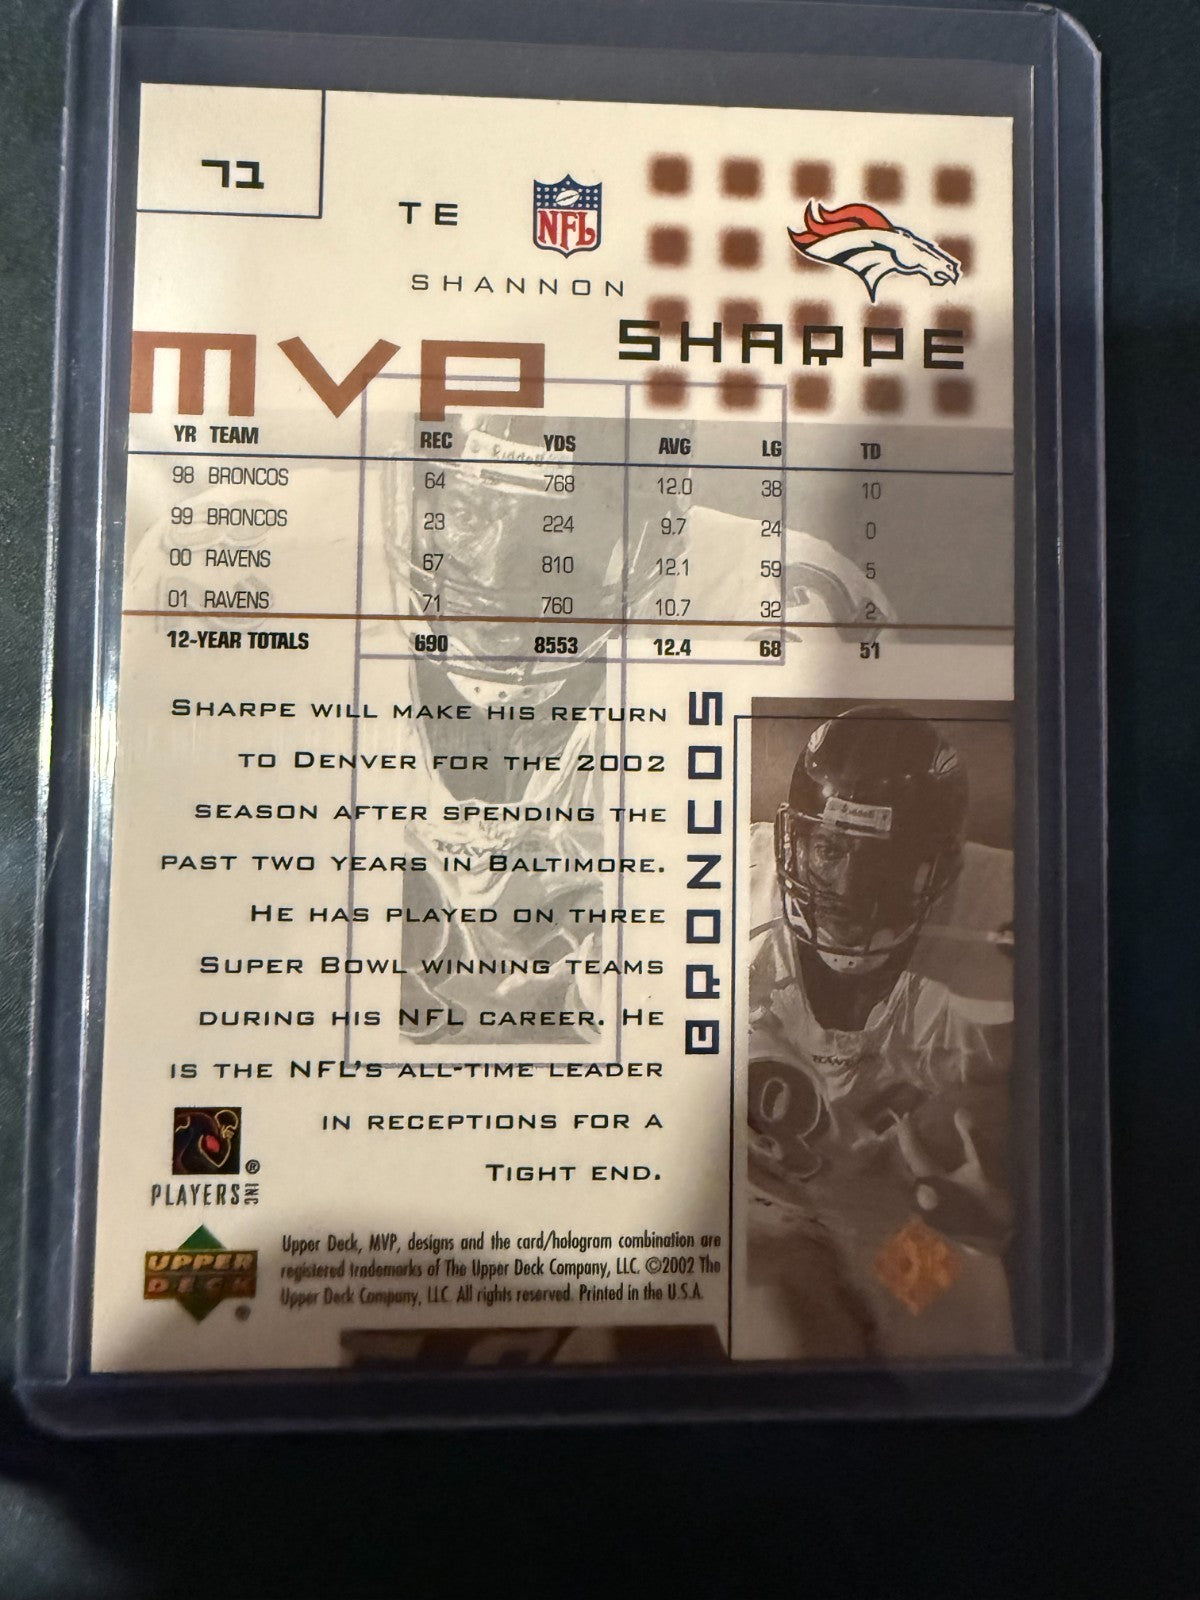 71
TE
NFL
SHANNON
SHARPE
MVP
YR TEAM REC YDS AVG LG TD
98 BRONCOS 64 768 12.0 38 10
99 BRONCOS 23 224 9.7 24 0
00 RAVENS 67 810 12.1 59 5
01 RAVENS 71 760 10.7 32 2
12-YEAR TOTALS 690 8553 12.4 68 51
SHARPE WILL MAKE HIS RETURN
TO DENVER FOR THE 2002
SEASON AFTER SPENDING THE
PAST TWO YEARS IN BALTIMORE.
HE HAS PLAYED ON THREE
SUPER BOWL WINNING TEAMS
DURING HIS NFL CAREER. HE
IS THE NFL'S ALL-TIME LEADER
IN RECEPTIONS FOR A
TIGHT END.
BRONCOS
Riddell
RAVENS
PLAYERS INC ®
UPPER
DECK
®
Upper Deck, MVP, designs and the card/hologram combination are
registered trademarks of The Upper Deck Company, LLC. ©2002 The
Upper Deck Company, LLC. All rights reserved. Printed in the U.S.A.